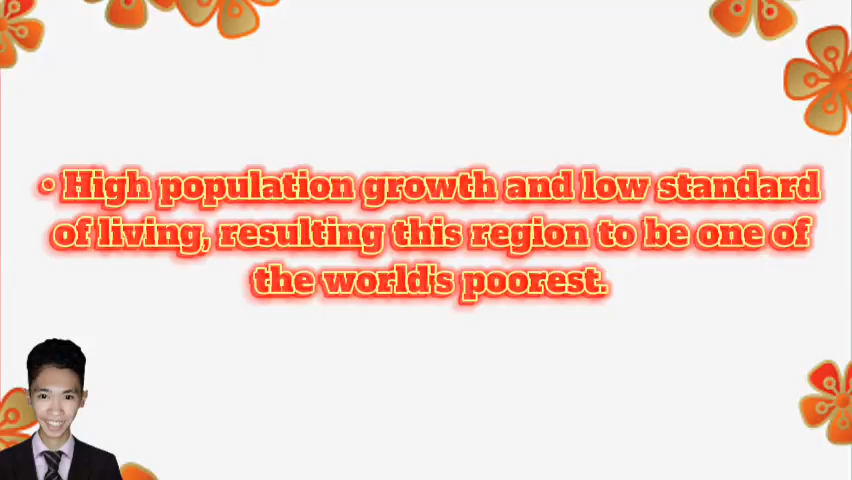 • High population growth and low standard
of living, resulting this region to be one of
the world's poorest.